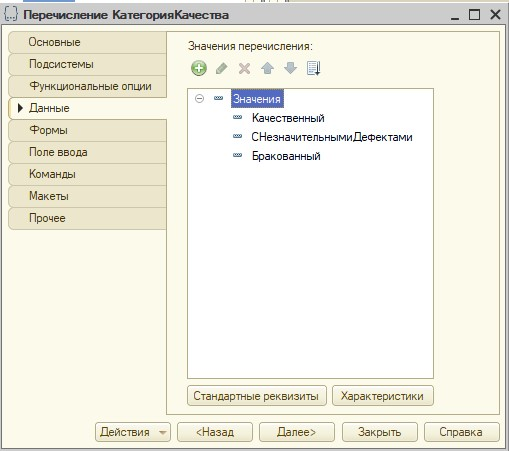 Перечисление КатегорияКачества
Основные
Подсистемы
Функциональные опции
Данные
Формы
Поле ввода
Команды
Макеты
Прочее
Значения перечисления:
Значения
Качественный
СНезначительнымиДефектами
Бракованный
Стандартные реквизиты
Характеристики
Действия
<Назад
Далее>
Закрыть
Справка